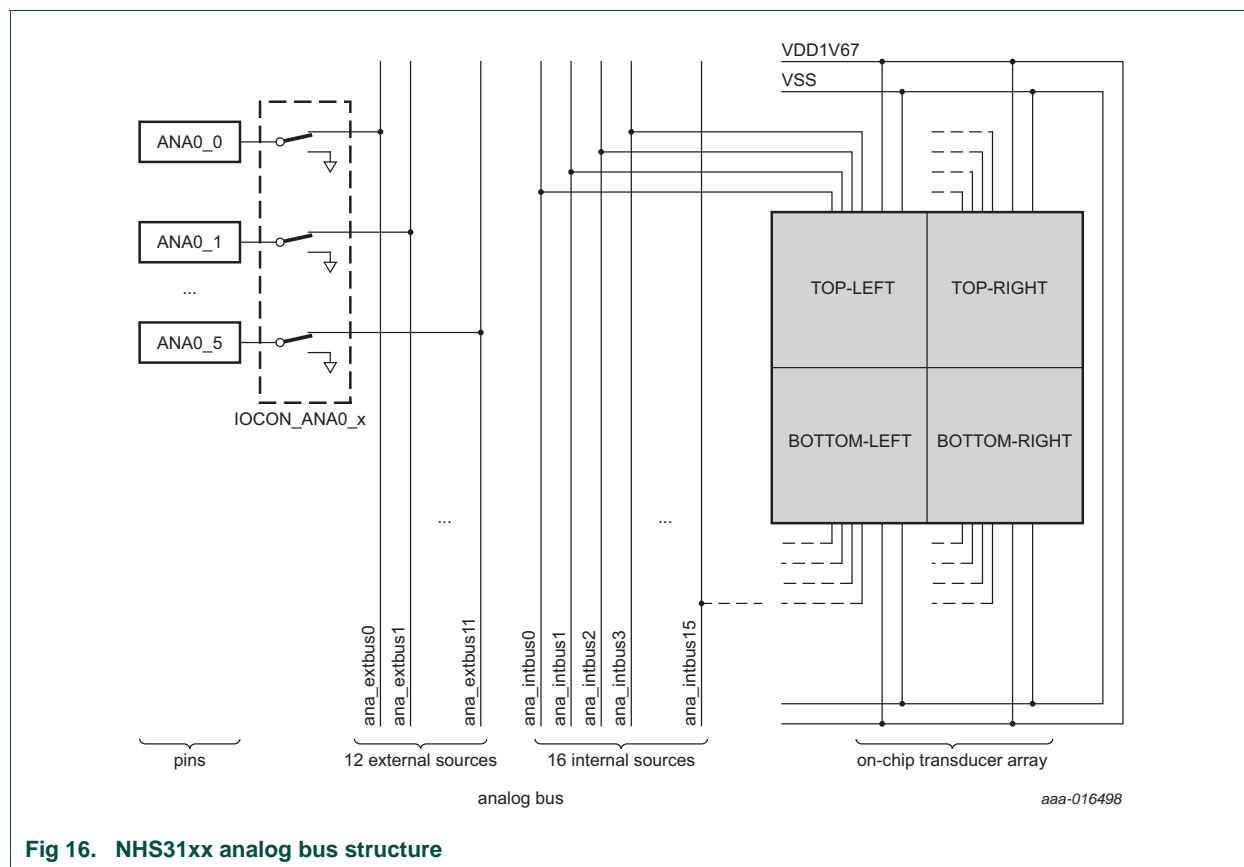 VDD1V67
VSS
ANA0_0
ANA0_1
...
ANA0_5
IOCON_ANA0_x
TOP-LEFT
TOP-RIGHT
BOTTOM-LEFT
BOTTOM-RIGHT
...
...
ana_extbus0
ana_extbus1
ana_extbus11
ana_intbus0
ana_intbus1
ana_intbus2
ana_intbus3
ana_intbus15
pins
12 external sources
16 internal sources
on-chip transducer array
analog bus
aaa-016498
Fig 16. NHS31xx analog bus structure